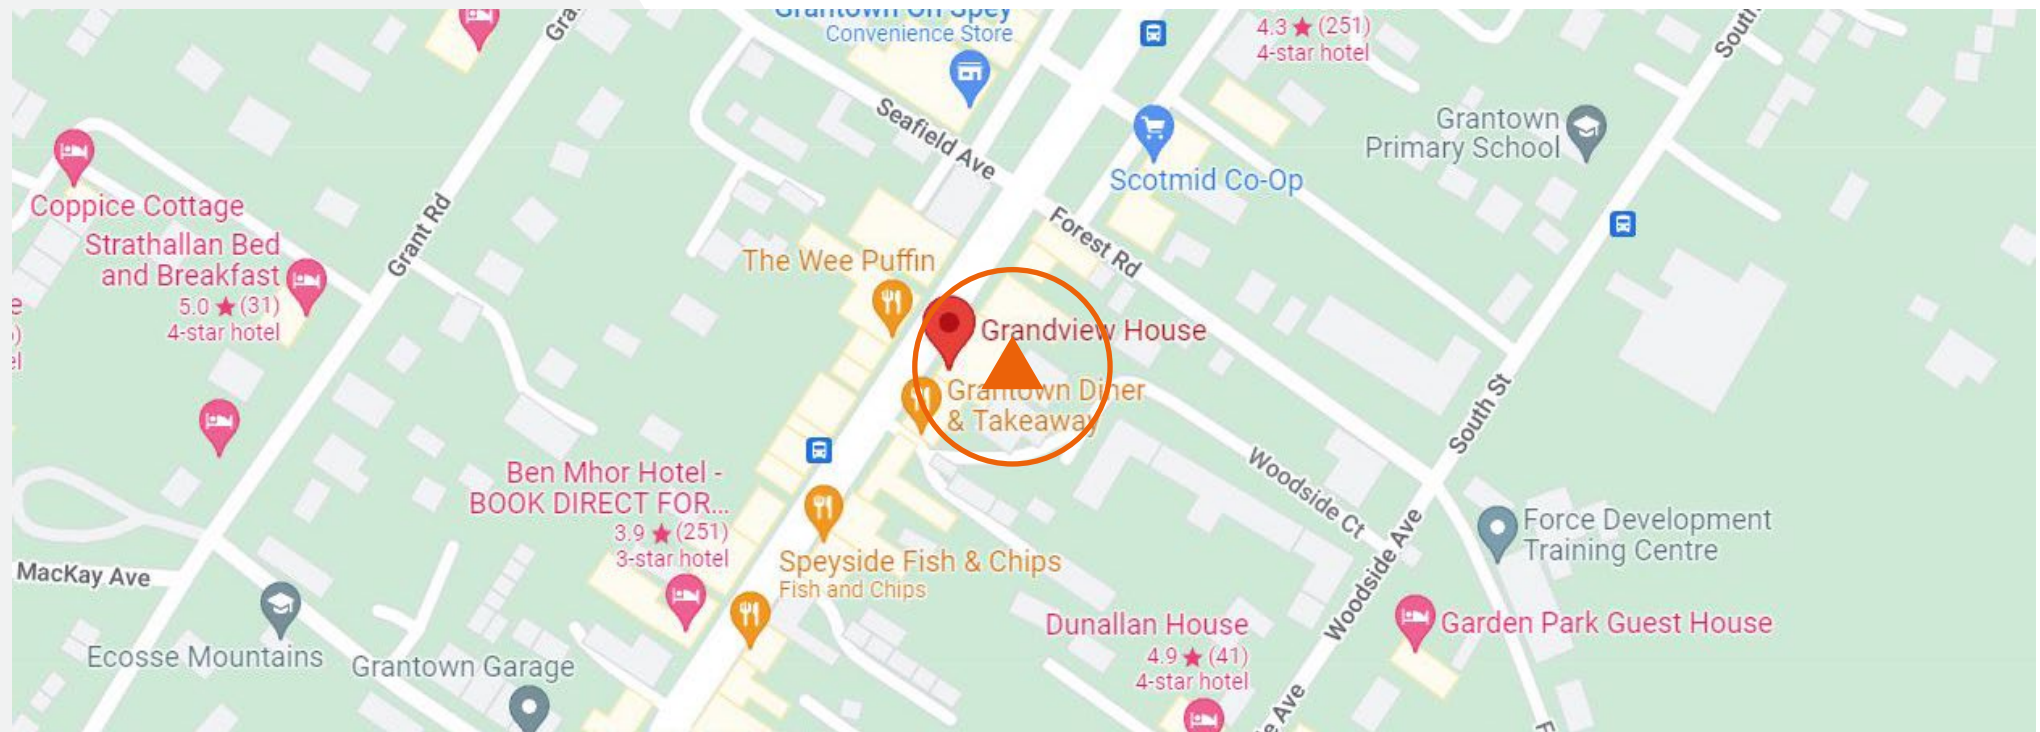 Grantown On Spey
Convenience Store
4.3 ★ (251)
4-star hotel
South
Gra
Seafield Ave
Grantown
Primary School
Scotmid Co-Op
Coppice Cottage
Strathallan Bed
and Breakfast
5.0 ★ (31)
4-star hotel
Grant Rd
Forest Rd
The Wee Puffin
Grandview House
Grantown Diner
& Takeaway
South St
Ben Mhor Hotel -
BOOK DIRECT FOR...
3.9 ★ (251)
3-star hotel
Woodside Ct
Woodside Ave
Force Development
Training Centre
Speyside Fish & Chips
Fish and Chips
MacKay Ave
Ecosse Mountains
Grantown Garage
Dunallan House
4.9 ★ (41)
4-star hotel
Garden Park Guest House
e Ave